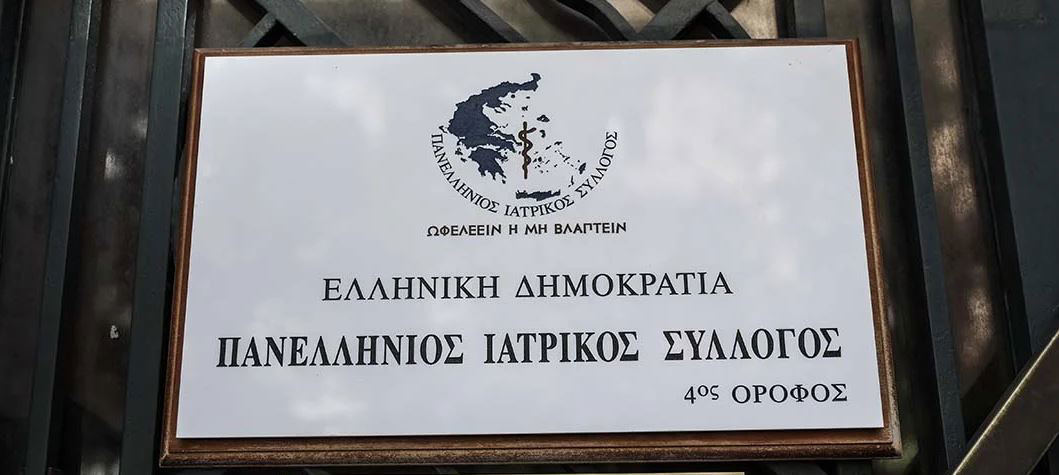 ΠΑΝΕΛΛΗΝΙΟΣ ΙΑΤΡΙΚΟΣ ΣΥΛΛΟΓΟΣ
ΩΦΕΛΕΕΙΝ Η ΜΗ ΒΛΑΠΤΕΙΝ
ΕΛΛΗΝΙΚΗ ΔΗΜΟΚΡΑΤΙΑ
ΠΑΝΕΛΛΗΝΙΟΣ ΙΑΤΡΙΚΟΣ ΣΥΛΛΟΓΟΣ
4ος ΟΡΟΦΟΣ